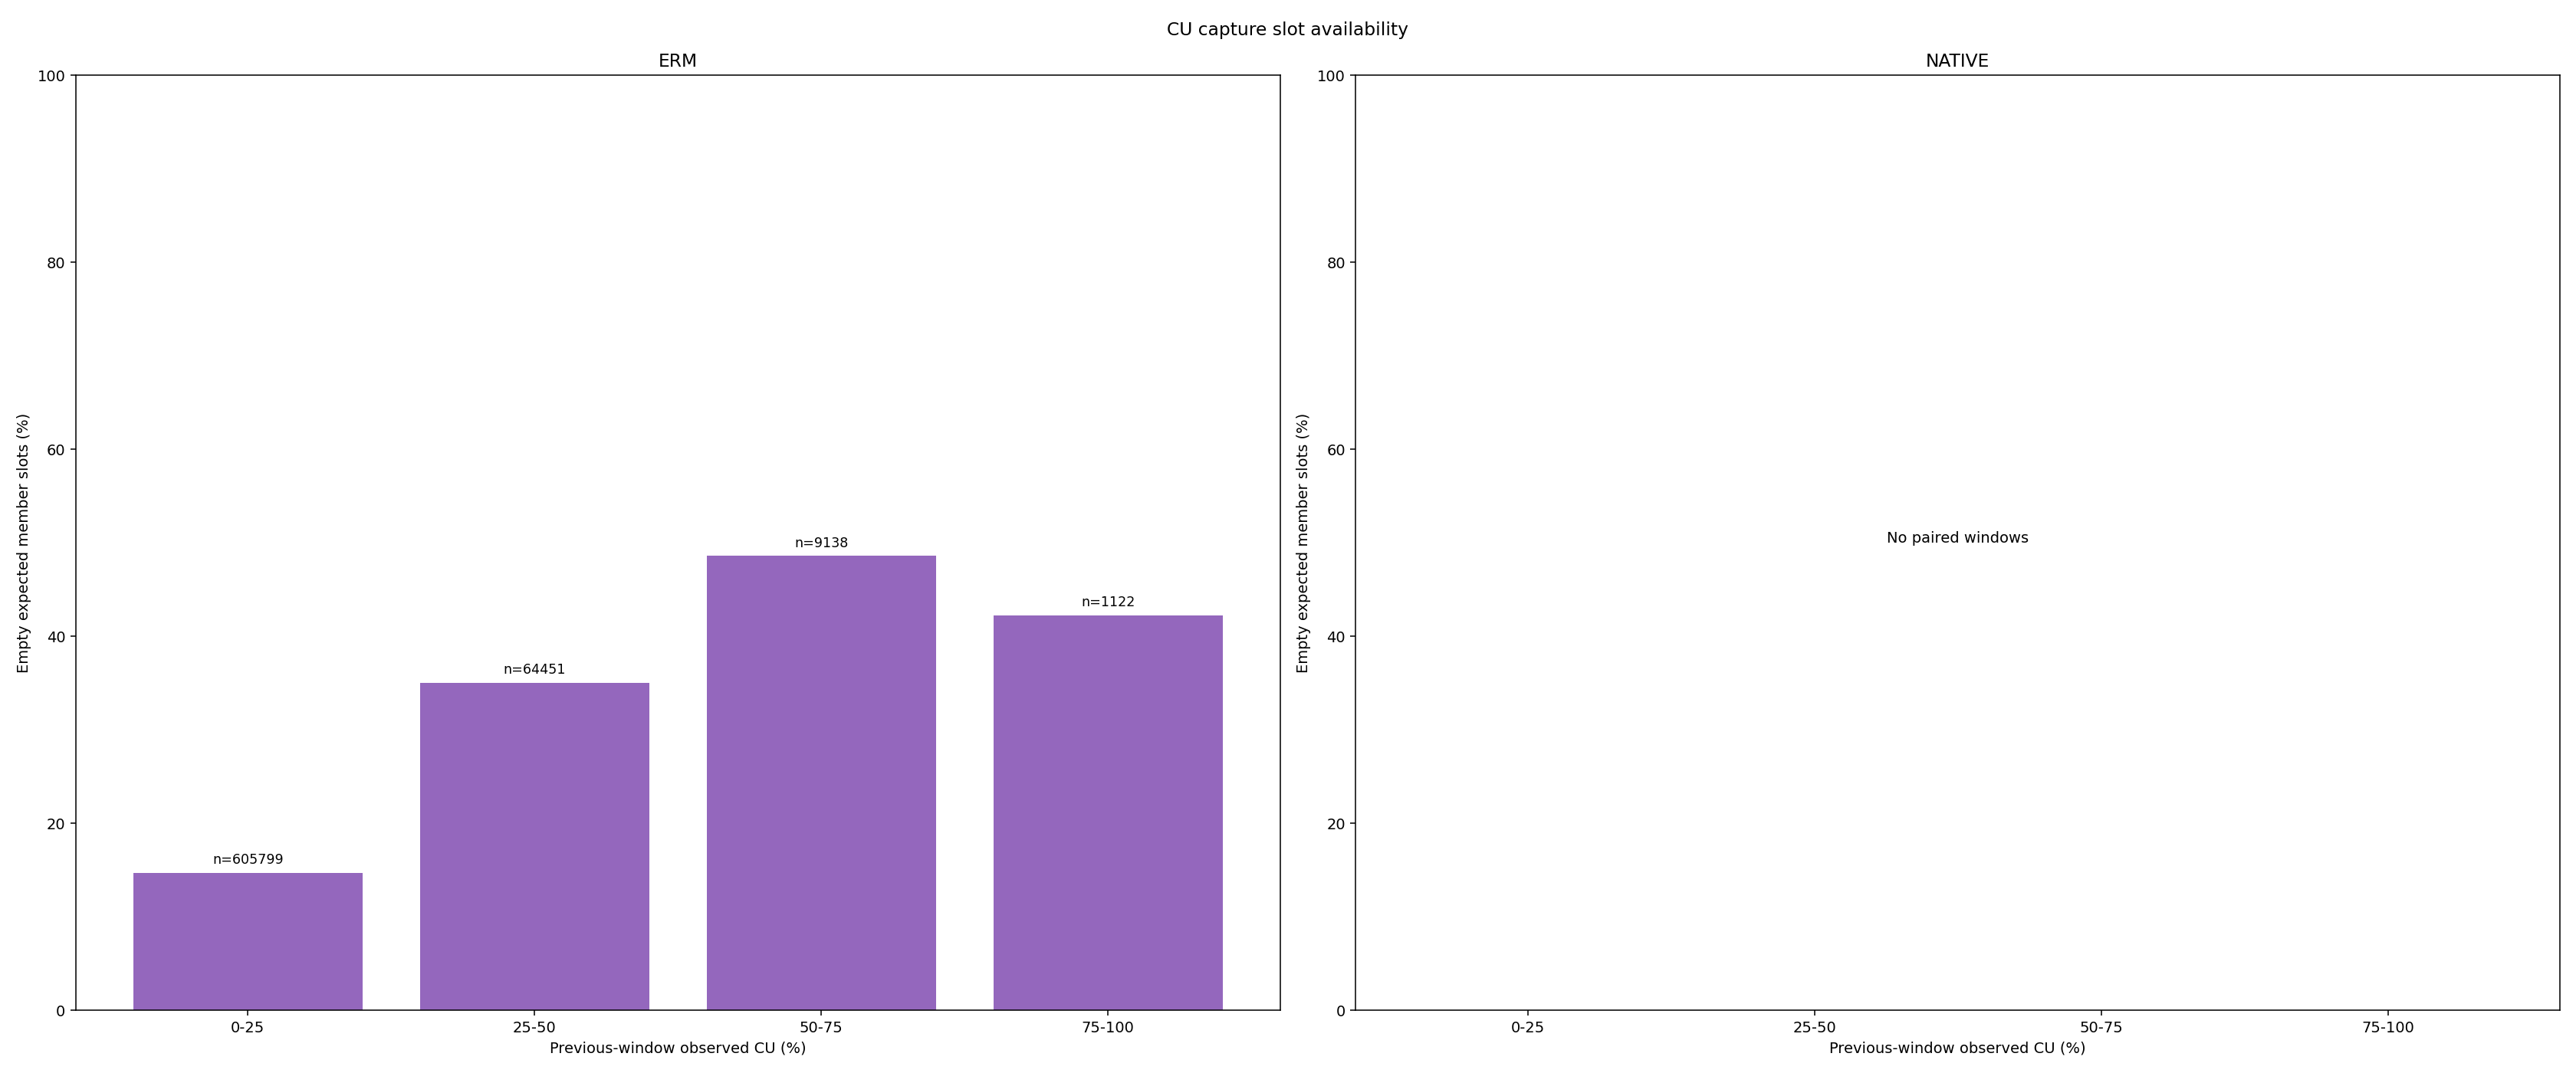 CU capture slot availability
ERM
100
80
60
40
20
0
Empty expected member slots (%)
n=605799
n=64451
n=9138
n=1122
0-25
25-50
50-75
75-100
Previous-window observed CU (%)
NATIVE
100
80
60
40
20
0
Empty expected member slots (%)
No paired windows
0-25
25-50
50-75
75-100
Previous-window observed CU (%)